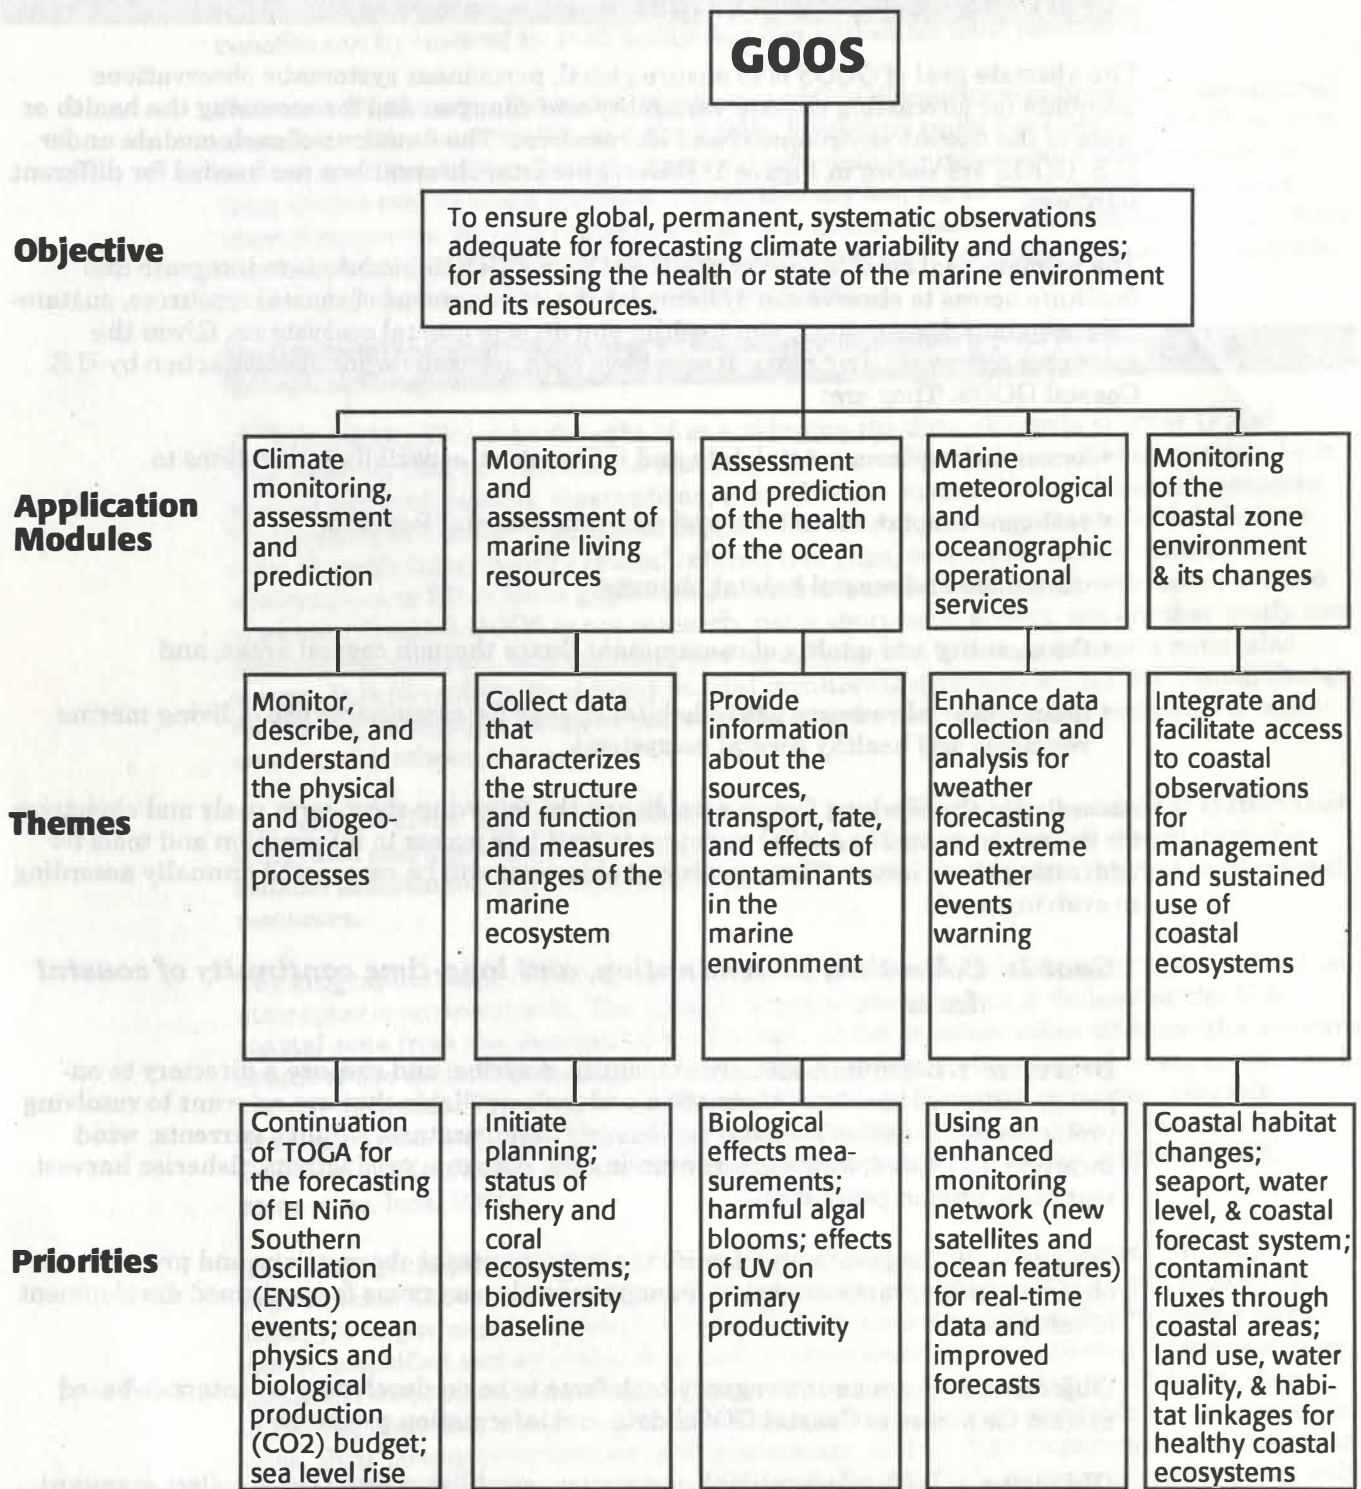 GOOS
Objective
To ensure global, permanent, systematic observations
adequate for forecasting climate variability and changes;
for assessing the health or state of the marine environment
and its resources.
Application
Modules
Climate
monitoring,
assessment
and
prediction
Monitoring
and
assessment of
marine living
resources
Assessment
and prediction
of the health
of the ocean
Marine
meteorological
and
oceanographic
operational
services
Monitoring
of the
coastal zone
environment
& its changes
Themes
Monitor,
describe, and
understand
the physical
and biogeo-
chemical
processes
Collect data
that
characterizes
the structure
and function
and measures
changes of the
marine
ecosystem
Provide
information
about the
sources,
transport, fate,
and effects of
contaminants
in the
marine
environment
Enhance data
collection and
analysis for
weather
forecasting
and extreme
weather
events
warning
Integrate and
facilitate access
to coastal
observations
for
management
and sustained
use of
coastal
ecosystems
Priorities
Continuation
of TOGA for
the forecasting
of El Niño
Southern
Oscillation
(ENSO)
events; ocean
physics and
biological
production
(CO2) budget;
sea level rise
Initiate
planning;
status of
fishery and
coral
ecosystems;
biodiversity
baseline
Biological
effects mea-
surements;
harmful algal
blooms; effects
of UV on
primary
productivity
Using an
enhanced
monitoring
network (new
satellites and
ocean features)
for real-time
data and
improved
forecasts
Coastal habitat
changes;
seaport, water
level, & coastal
forecast system;
contaminant
fluxes through
coastal areas;
land use, water
quality, & habi-
tat linkages for
healthy coastal
ecosystems